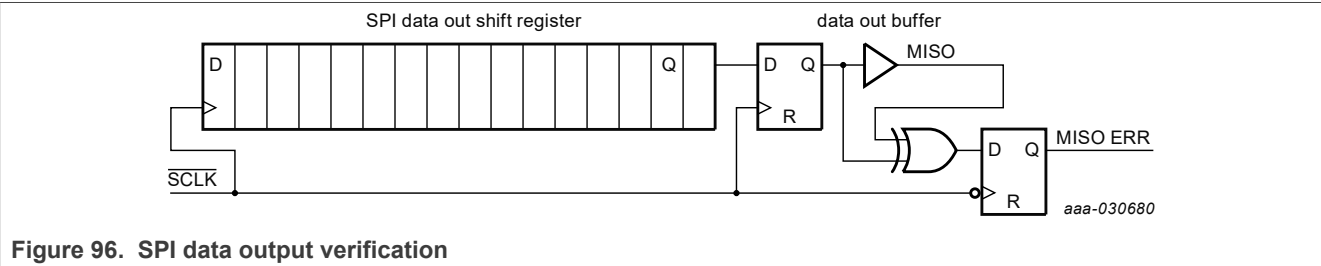 SPI data out shift register
data out buffer
D
Q
D
Q
R
MISO
D
Q
R
MISO ERR
SCLK
aaa-030680
Figure 96. SPI data output verification